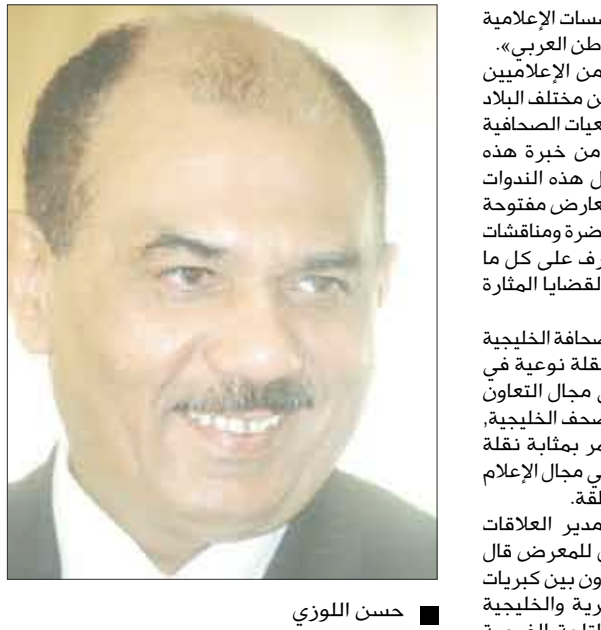 سسات الإعلامية
طن العربي».
من الإعلاميين
ن مختلف البلاد
عيات الصحافية
من خبرة هذه
ل هذه الندوات
عارض مفتوحة
ضرة ومناقشات
رف على كل ما
لقضايا المثارة
صحافة الخليجية
نقلة نوعية في
مجال التعاون
صحف الخليجية,
مر بمثابة نقلة
ي مجال الإعلام
لقة.
مدير العلاقات
للمعرض قال
ون بين كبريات
رية والخليجية
حسن اللوزي